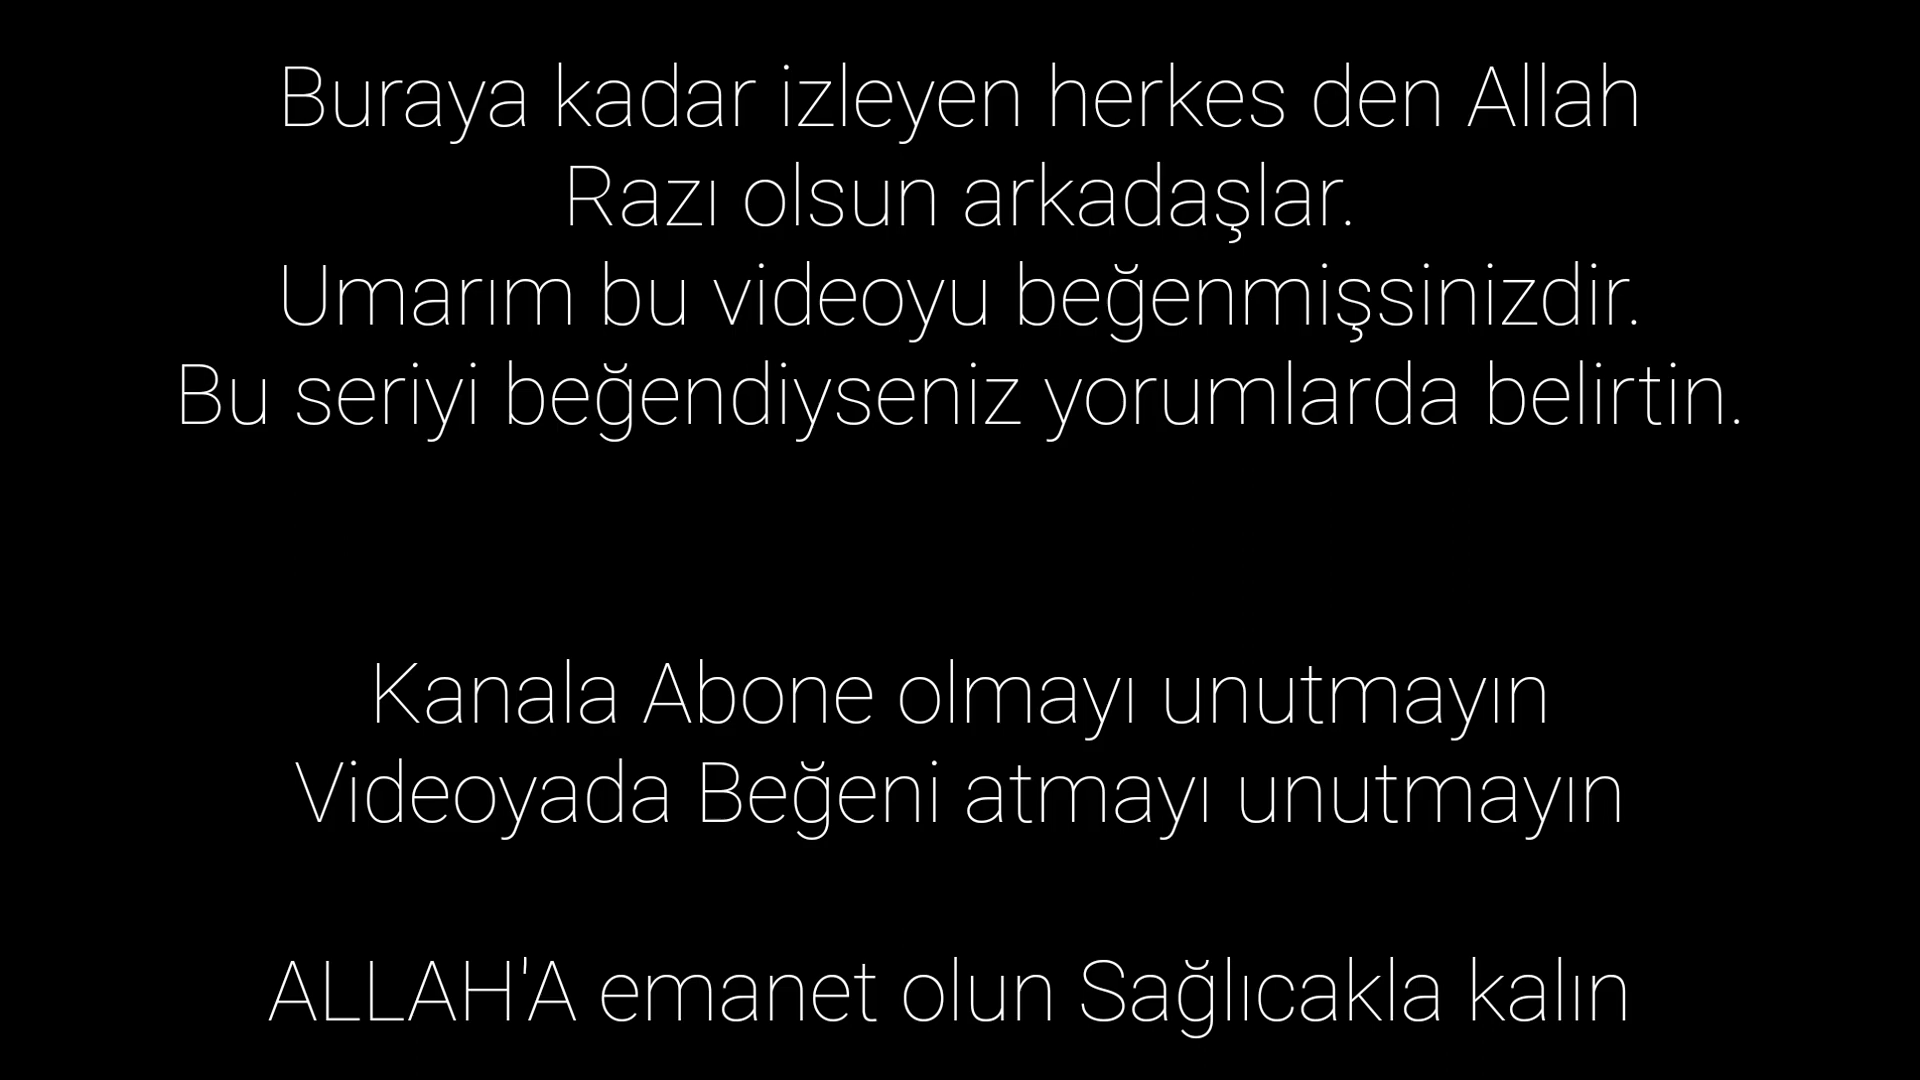 Buraya kadar izleyen herkes den Allah
Razı olsun arkadaşlar.
Umarım bu videoyu beğenmişsinizdir.
Bu seriyi beğendiyseniz yorumlarda belirtin.
Kanala Abone olmayı unutmayın
Videoyada Beğeni atmayı unutmayın
ALLAH'A emanet olun Sağlıcakla kalın